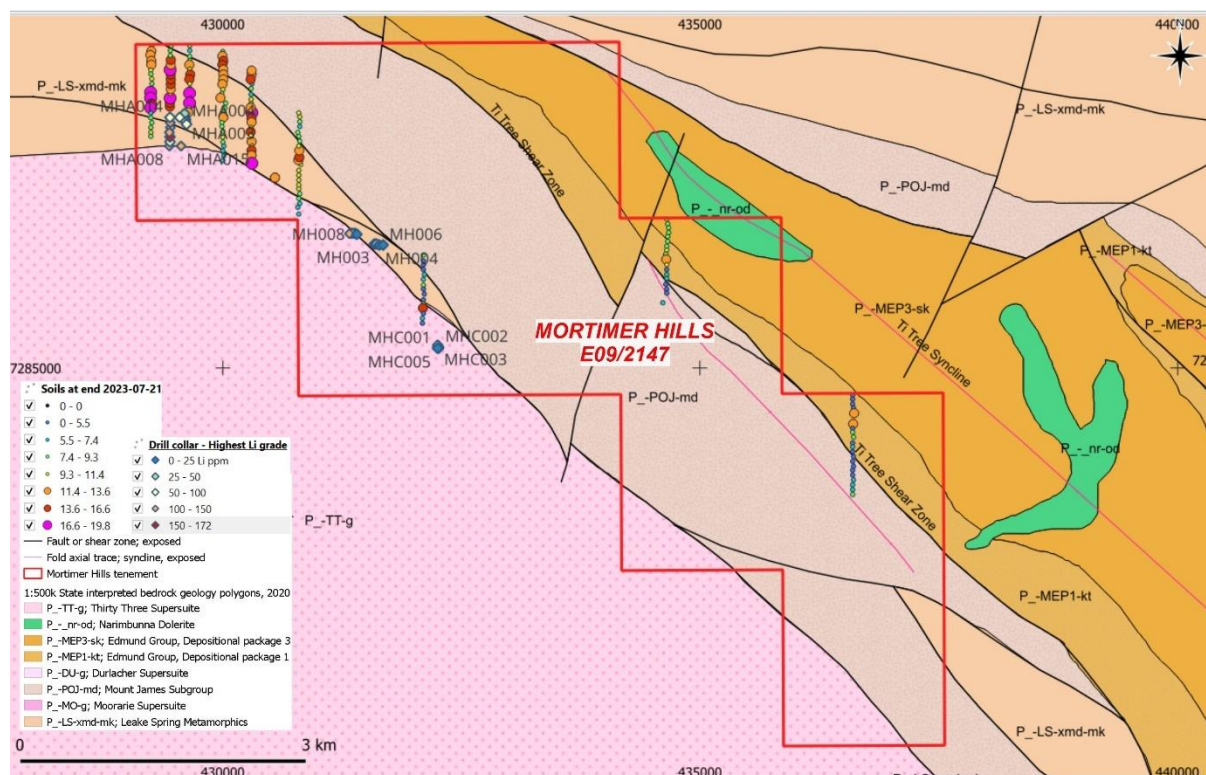 430000
435000
440000
N
P_-LS-xmd-mk
MHA004
MHA008
MHA015
P_-LS-xmd-mk
P_-POJ-md
Ti Tree Shear Zone
P_-_nr-od
MH008
MH006
MH003
MH004
P_-MEP1-kt
P_-MEP3-sk
P_-MEP3-
Ti Tree Syncline
MORTIMER HILLS
E09/2147
MHC001
MHC002
MHC005
MHC003
7285000
72
P_-POJ-md
P_-_nr-od
Ti Tree Shear Zone
P_-TT-g
P_-MEP1-kt
P_-LS-xmd-mk
Soils at end 2023-07-21
0 - 0
0 - 5.5
5.5 - 7.4
7.4 - 9.3
9.3 - 11.4
11.4 - 13.6
13.6 - 16.6
16.6 - 19.8
Drill collar - Highest Li grade
0 - 25 Li ppm
25 - 50
50 - 100
100 - 150
150 - 172
Fault or shear zone; exposed
Fold axial trace; syncline, exposed
Mortimer Hills tenement
1:500k State interpreted bedrock geology polygons, 2020
P_-TT-g; Thirty Three Supersuite
P_-_nr-od; Narimbunna Dolerite
P_-MEP3-sk; Edmund Group, Depositional package 3
P_-MEP1-kt; Edmund Group, Depositional package 1
P_-DU-g; Durlacher Supersuite
P_-POJ-md; Mount James Subgroup
P_-MO-g; Moorarie Supersuite
P_-LS-xmd-mk; Leake Spring Metamorphics
0
3 km
430000
435000
440000